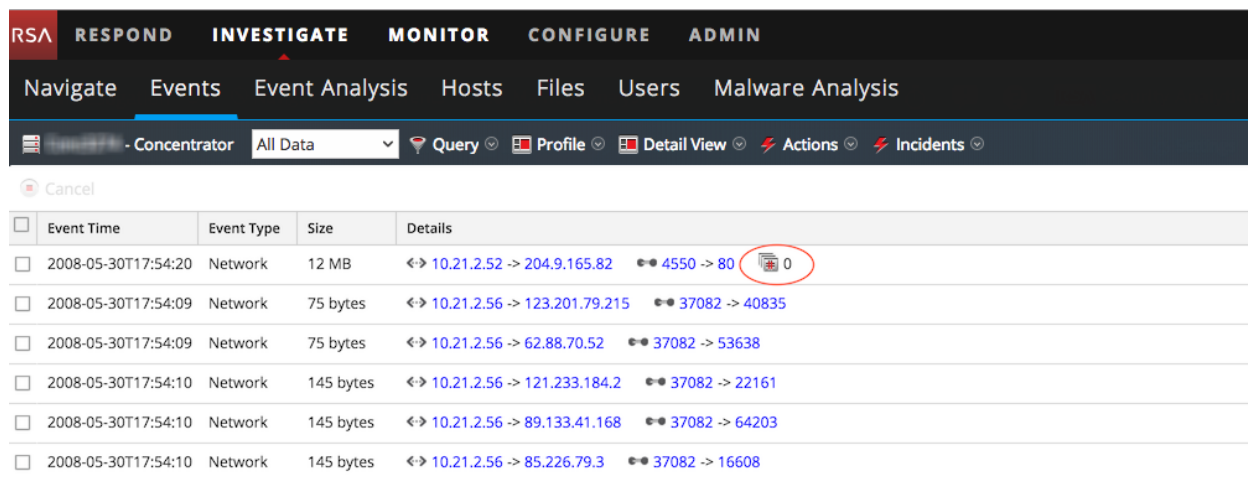 RSA RESPOND INVESTIGATE MONITOR CONFIGURE ADMIN
Navigate Events Event Analysis Hosts Files Users Malware Analysis
- Concentrator All Data Query Profile Detail View Actions Incidents
Cancel
Event Time Event Type Size Details
2008-05-30T17:54:20 Network 12 MB 10.21.2.52 -> 204.9.165.82 4550 -> 80 0
2008-05-30T17:54:09 Network 75 bytes 10.21.2.56 -> 123.201.79.215 37082 -> 40835
2008-05-30T17:54:09 Network 75 bytes 10.21.2.56 -> 62.88.70.52 37082 -> 53638
2008-05-30T17:54:10 Network 145 bytes 10.21.2.56 -> 121.233.184.2 37082 -> 22161
2008-05-30T17:54:10 Network 145 bytes 10.21.2.56 -> 89.133.41.168 37082 -> 64203
2008-05-30T17:54:10 Network 145 bytes 10.21.2.56 -> 85.226.79.3 37082 -> 16608